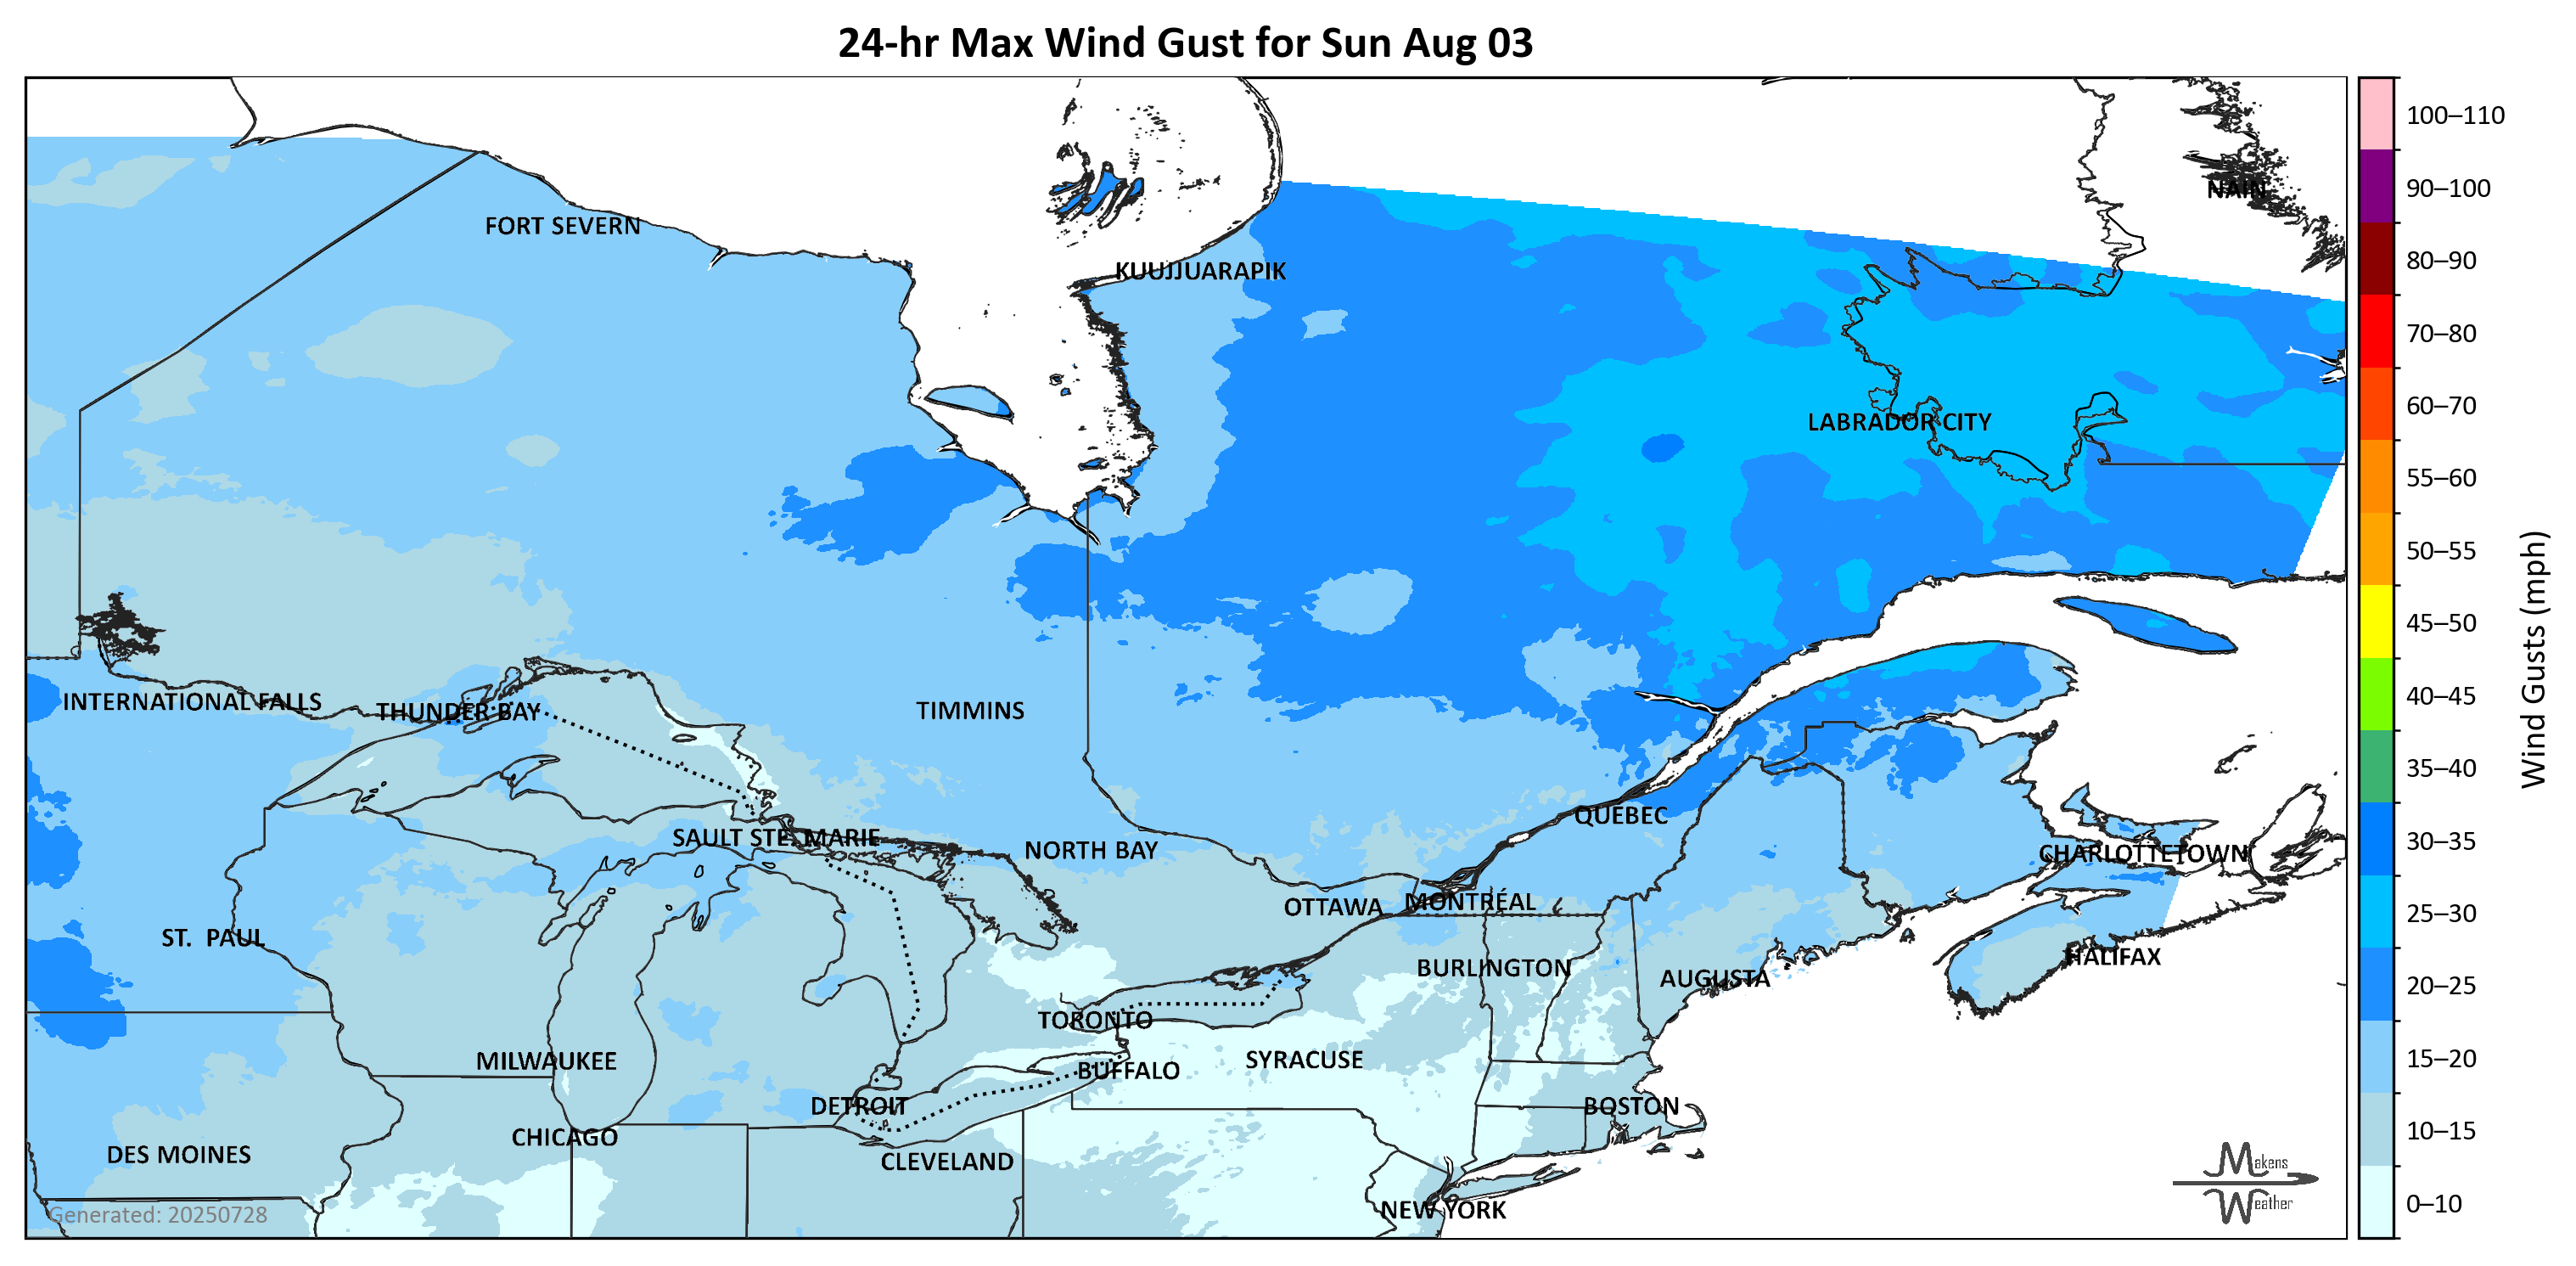 24-hr Max Wind Gust for Sun Aug 03
100–110
90–100
NAIN
FORT SEVERN
80–90
KUUJJUARAPIK
70–80
60–70
LABRADOR CITY
55–60
50–55
45–50
Wind Gusts (mph)
40–45
INTERNATIONAL FALLS
THUNDER BAY
TIMMINS
35–40
QUEBEC
30–35
SAULT STE. MARIE
NORTH BAY
CHARLOTTETOWN
OTTAWA
MONTRÉAL
25–30
ST. PAUL
HALIFAX
BURLINGTON
AUGUSTA
20–25
TORONTO
MILWAUKEE
SYRACUSE
BUFFALO
15–20
DETROIT
BOSTON
CHICAGO
10–15
DES MOINES
CLEVELAND
Makens
Weather
NEW YORK
0–10
Generated: 20250728